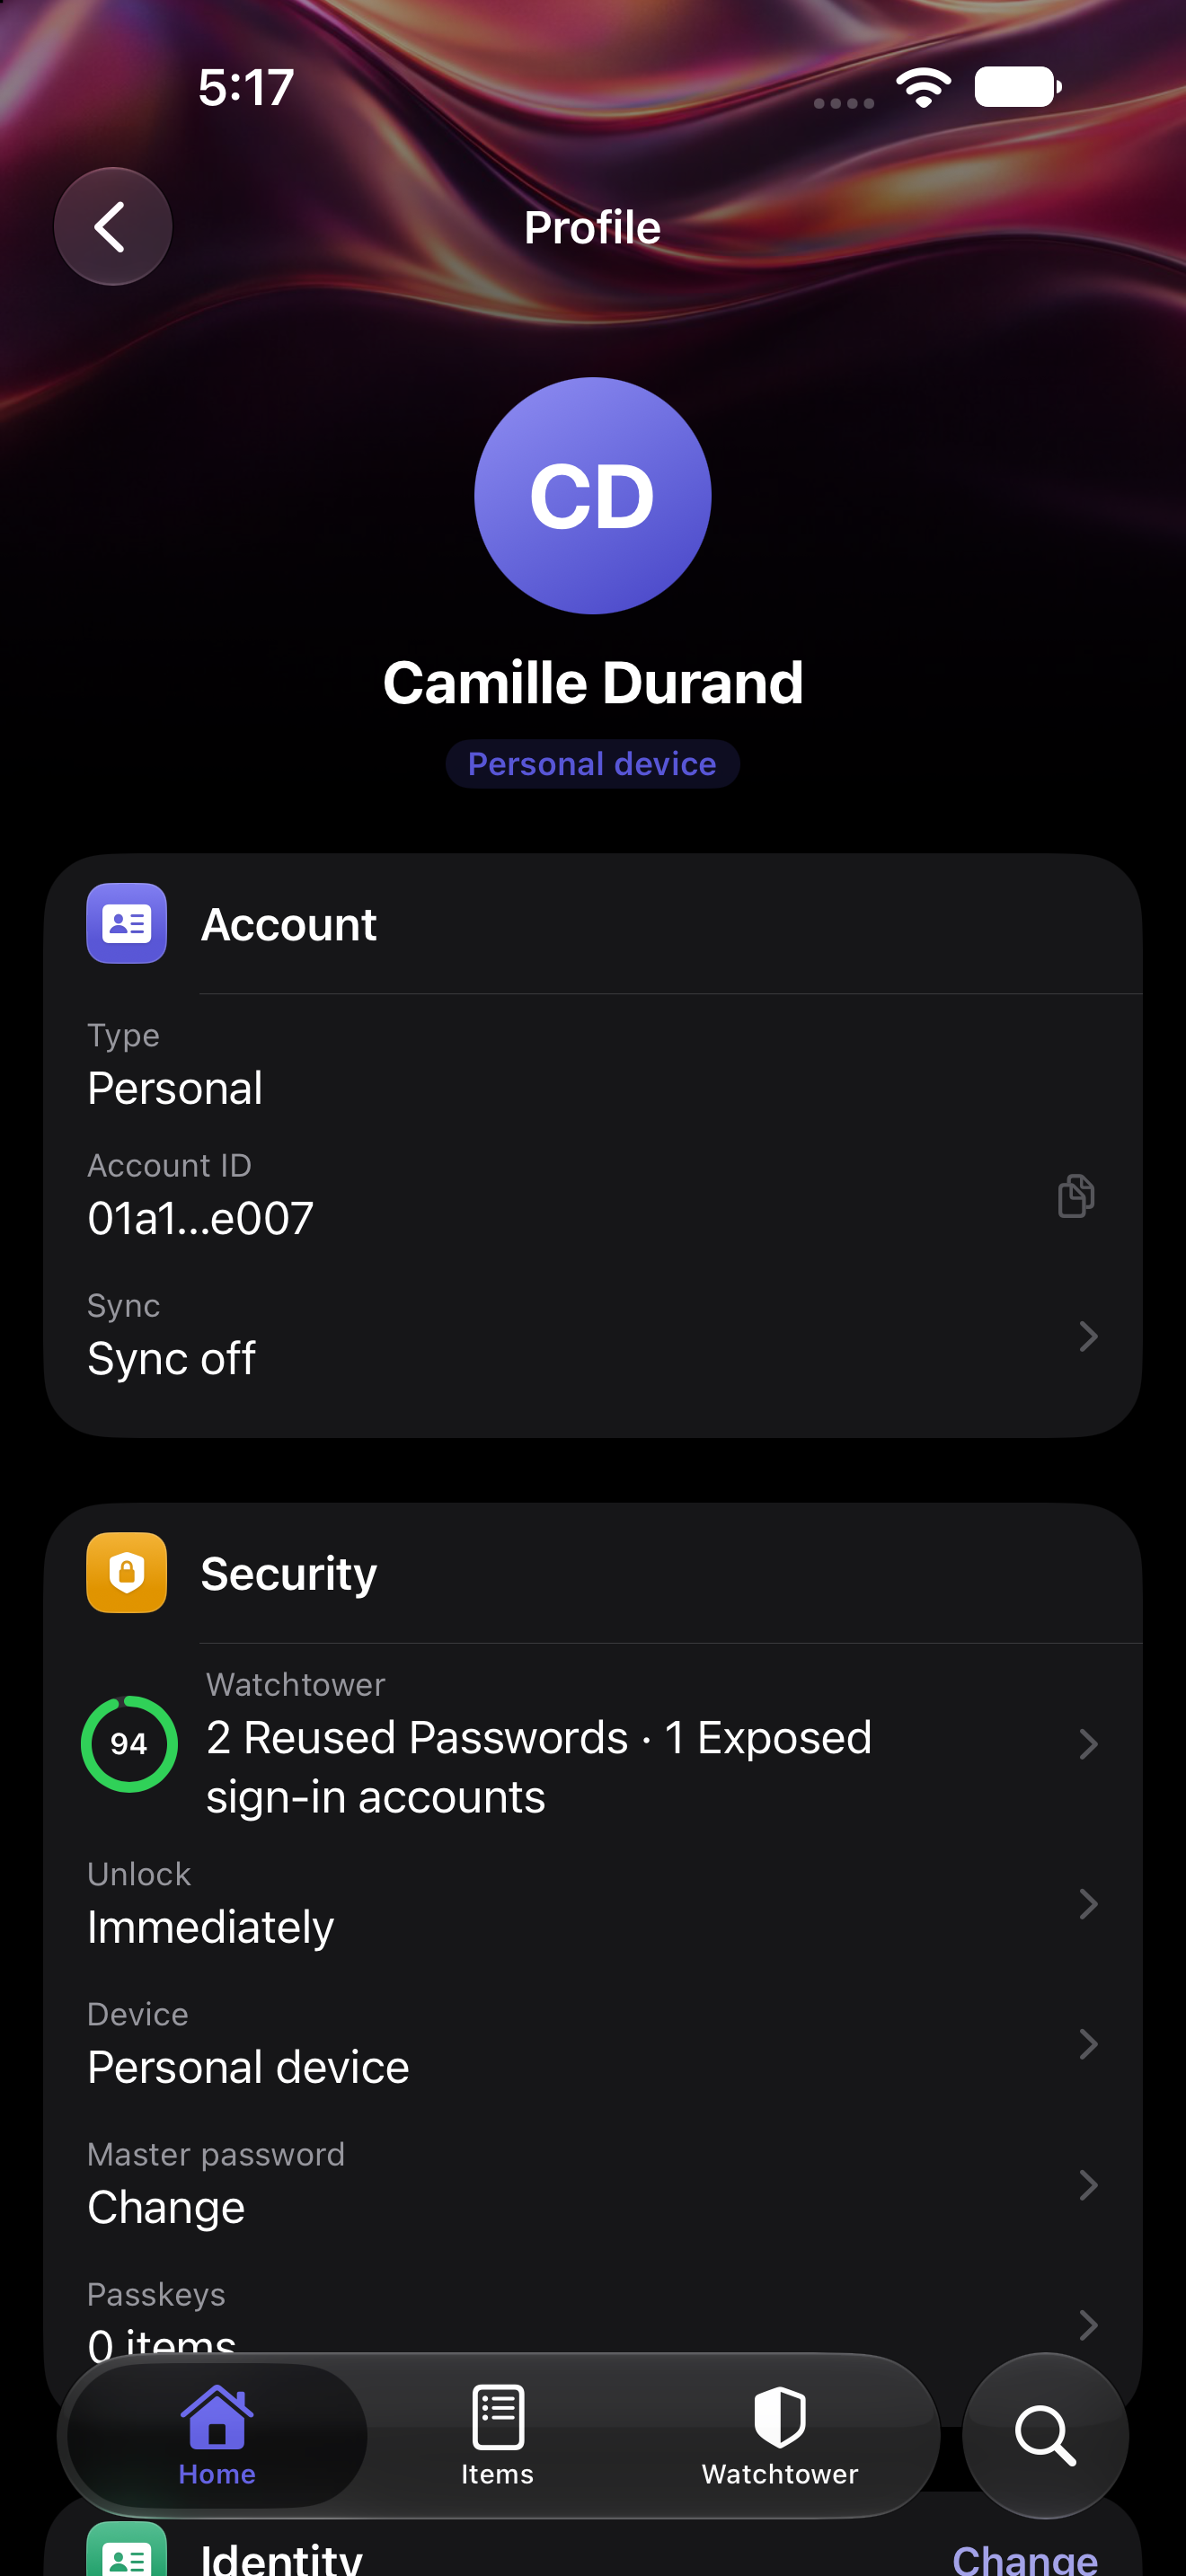 5:17
Profile
CD
Camille Durand
Personal device
Account
Type
Personal
Account ID
01a1...e007
Sync
Sync off
Security
Watchtower
94
2 Reused Passwords · 1 Exposed
sign-in accounts
Unlock
Immediately
Device
Personal device
Master password
Change
Passkeys
0 items
Home
Items
Watchtower
Identity
Change